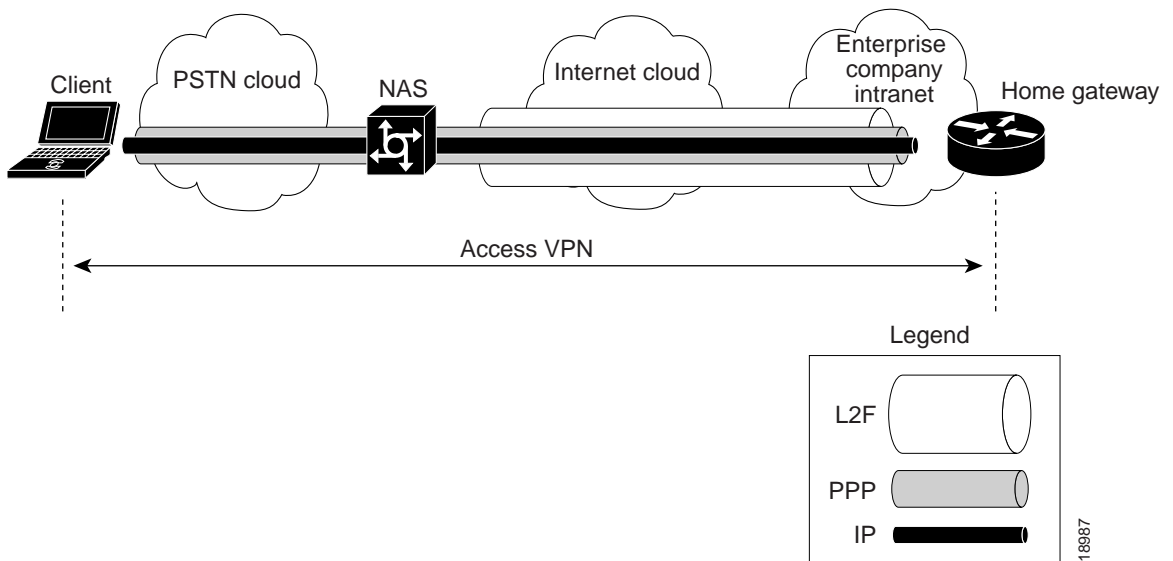 Client
PSTN cloud
NAS
Internet cloud
Enterprise
company
intranet
Home gateway
Access VPN
Legend
L2F
PPP
IP
18987